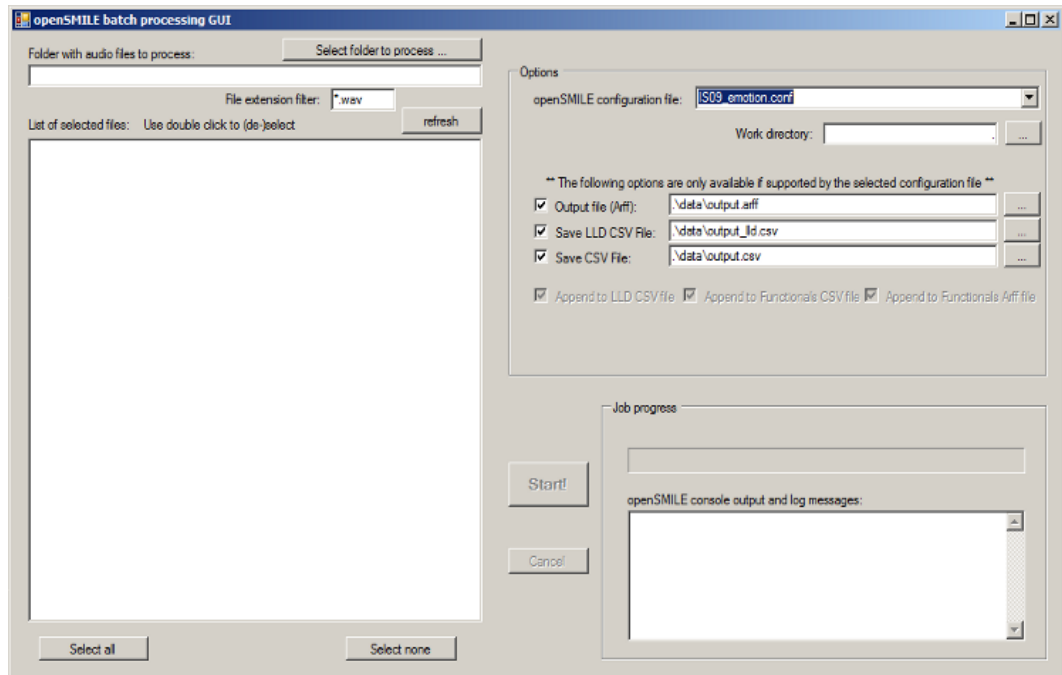 openSMILE batch processing GUI
Folder with audio files to process:
Select folder to process ...
File extension filter:
*.wav
List of selected files:
Use double click to (de-)select
refresh
Select all
Select none
Options
openSMILE configuration file:
IS09_emotion.conf
Work directory:
.
...
** The following options are only available if supported by the selected configuration file **
Output file (Arff):
.\data\output.arff
...
Save LLD CSV File:
.\data\output_lld.csv
...
Save CSV File:
.\data\output.csv
...
Append to LLD CSV file
Append to Functionals CSV file
Append to Functionals Arff file
Start!
Cancel
Job progress
openSMILE console output and log messages: